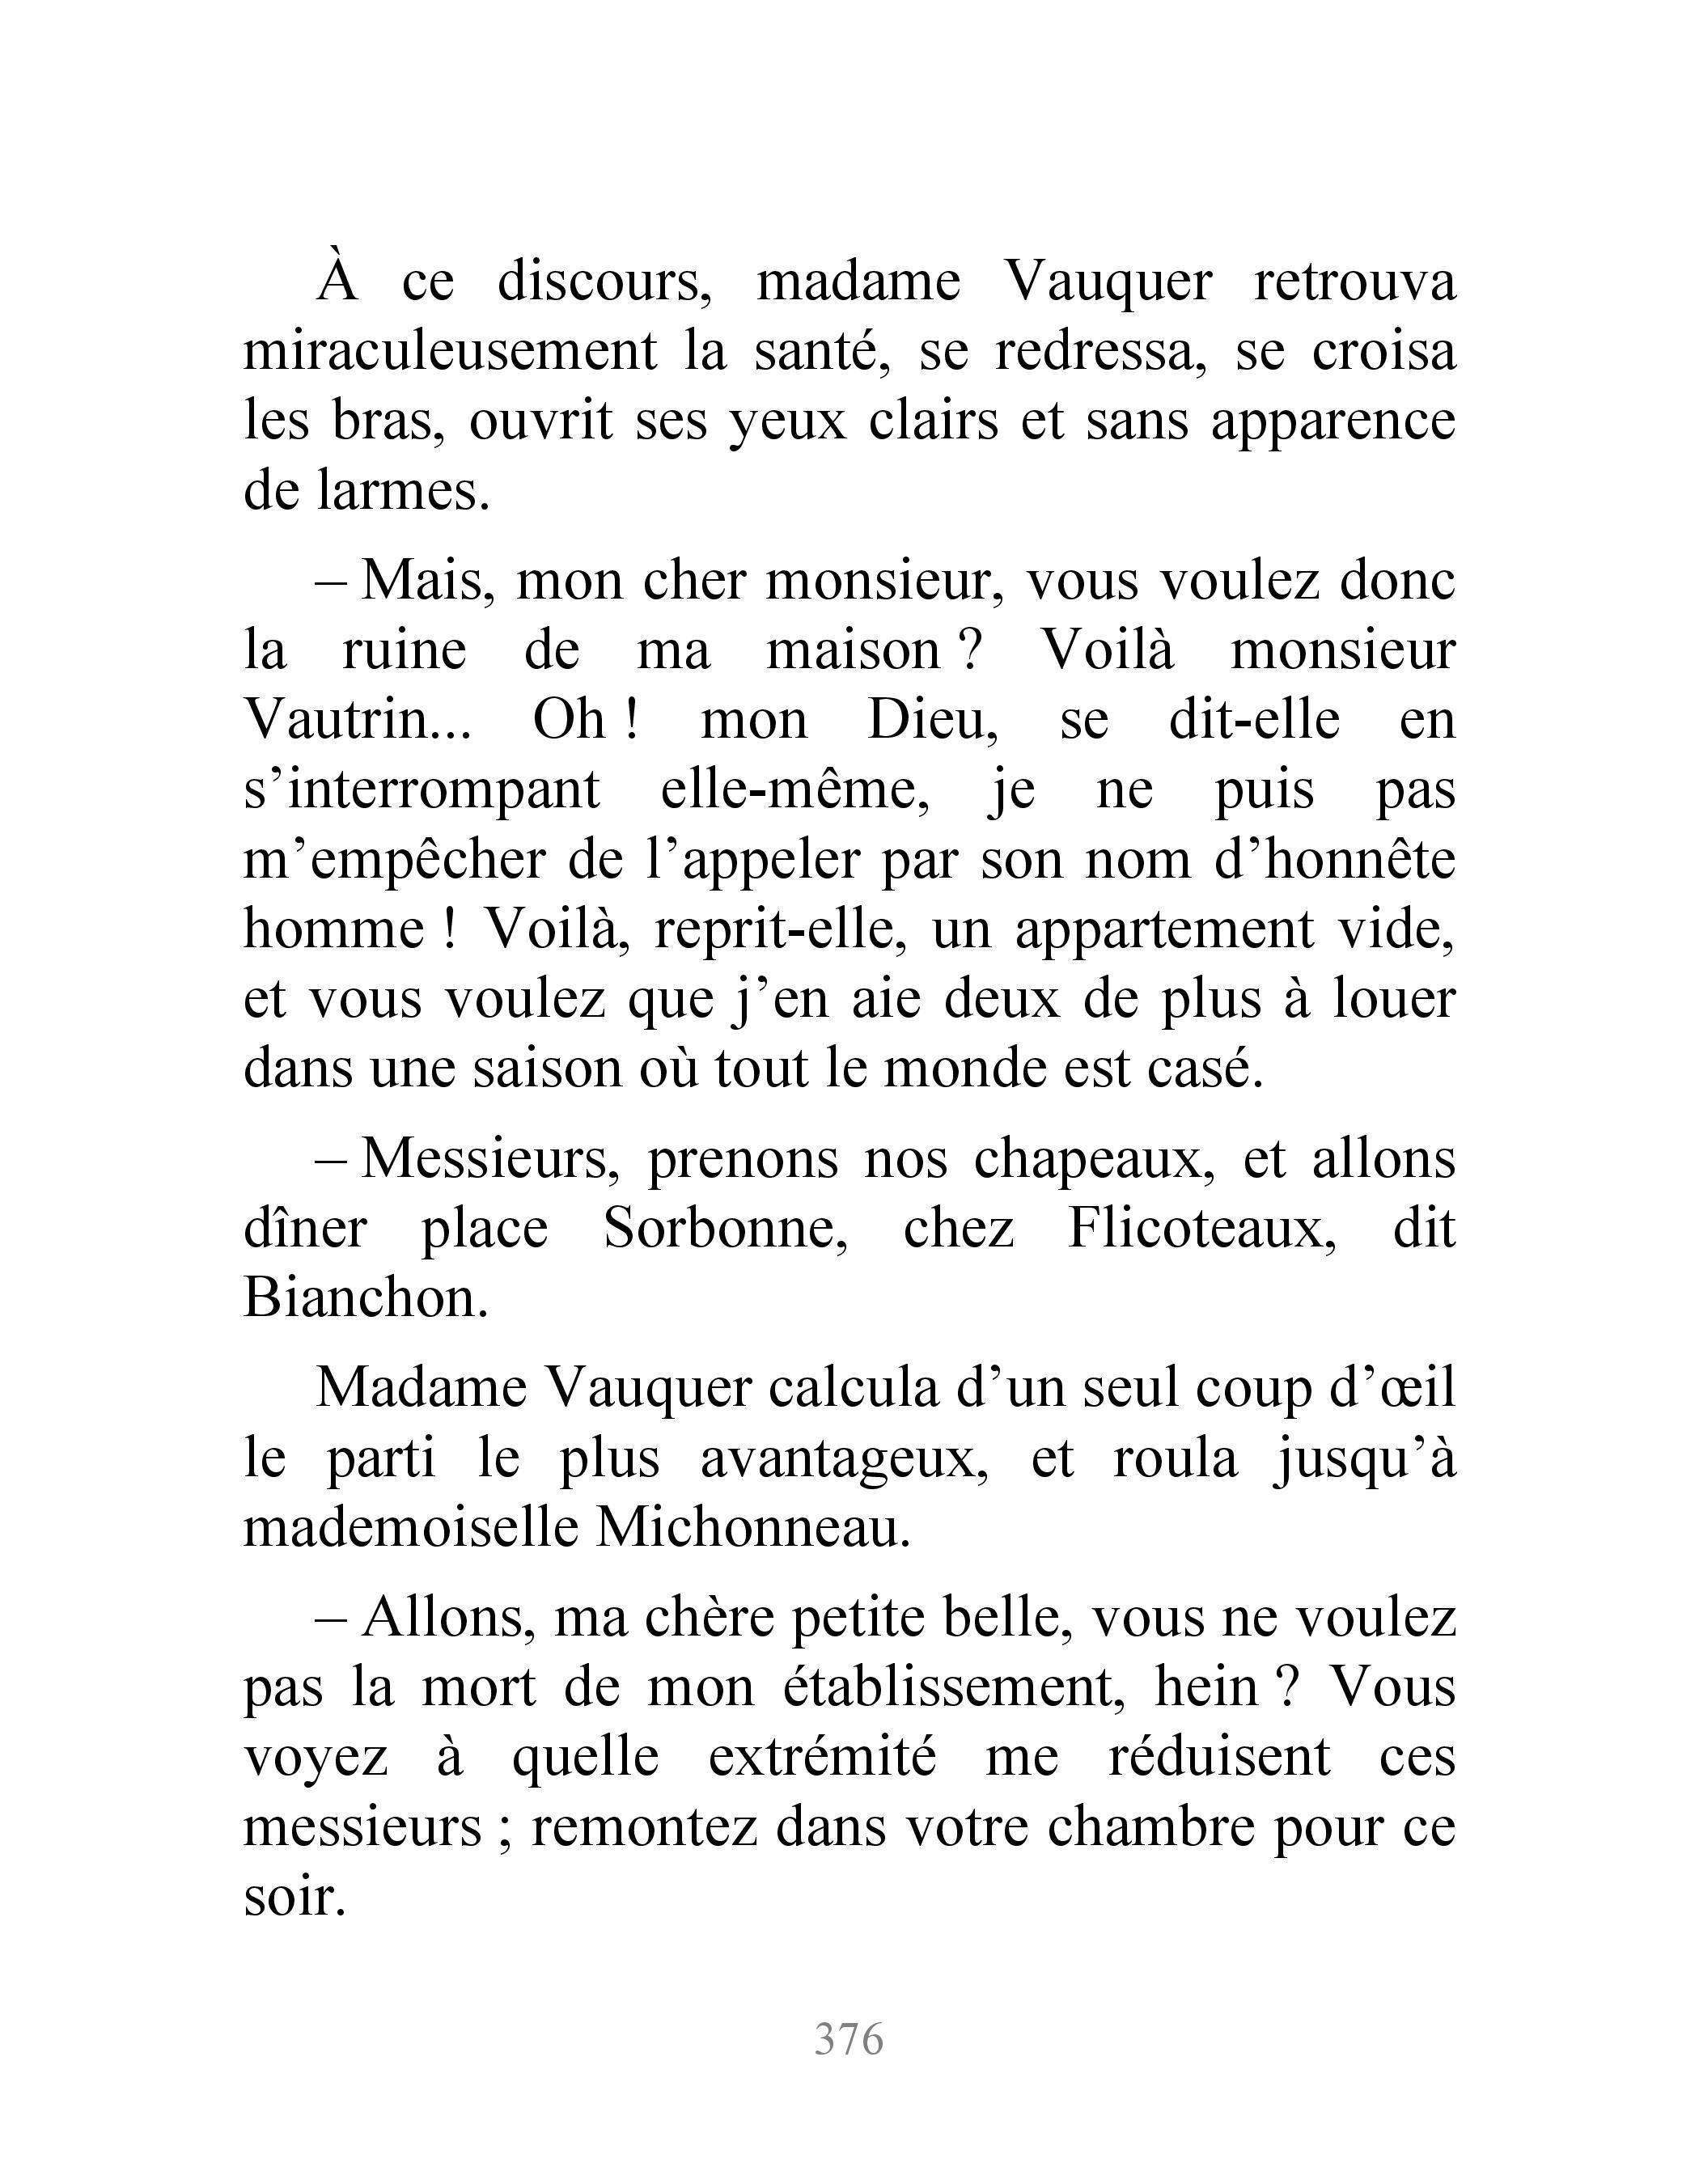 À ce discours, madame Vauquer retrouva
miraculeusement la santé, se redressa, se croisa
les bras, ouvrit ses yeux clairs et sans apparence
de larmes.
– Mais, mon cher monsieur, vous voulez donc
la ruine de ma maison ? Voilà monsieur
Vautrin... Oh ! mon Dieu, se dit-elle en
s’interrompant elle-même, je ne puis pas
m’empêcher de l’appeler par son nom d’honnête
homme ! Voilà, reprit-elle, un appartement vide,
et vous voulez que j’en aie deux de plus à louer
dans une saison où tout le monde est casé.
– Messieurs, prenons nos chapeaux, et allons
dîner place Sorbonne, chez Flicoteaux, dit
Bianchon.
Madame Vauquer calcula d’un seul coup d’œil
le parti le plus avantageux, et roula jusqu’à
mademoiselle Michonneau.
– Allons, ma chère petite belle, vous ne voulez
pas la mort de mon établissement, hein ? Vous
voyez à quelle extrémité me réduisent ces
messieurs ; remontez dans votre chambre pour ce
soir.
376